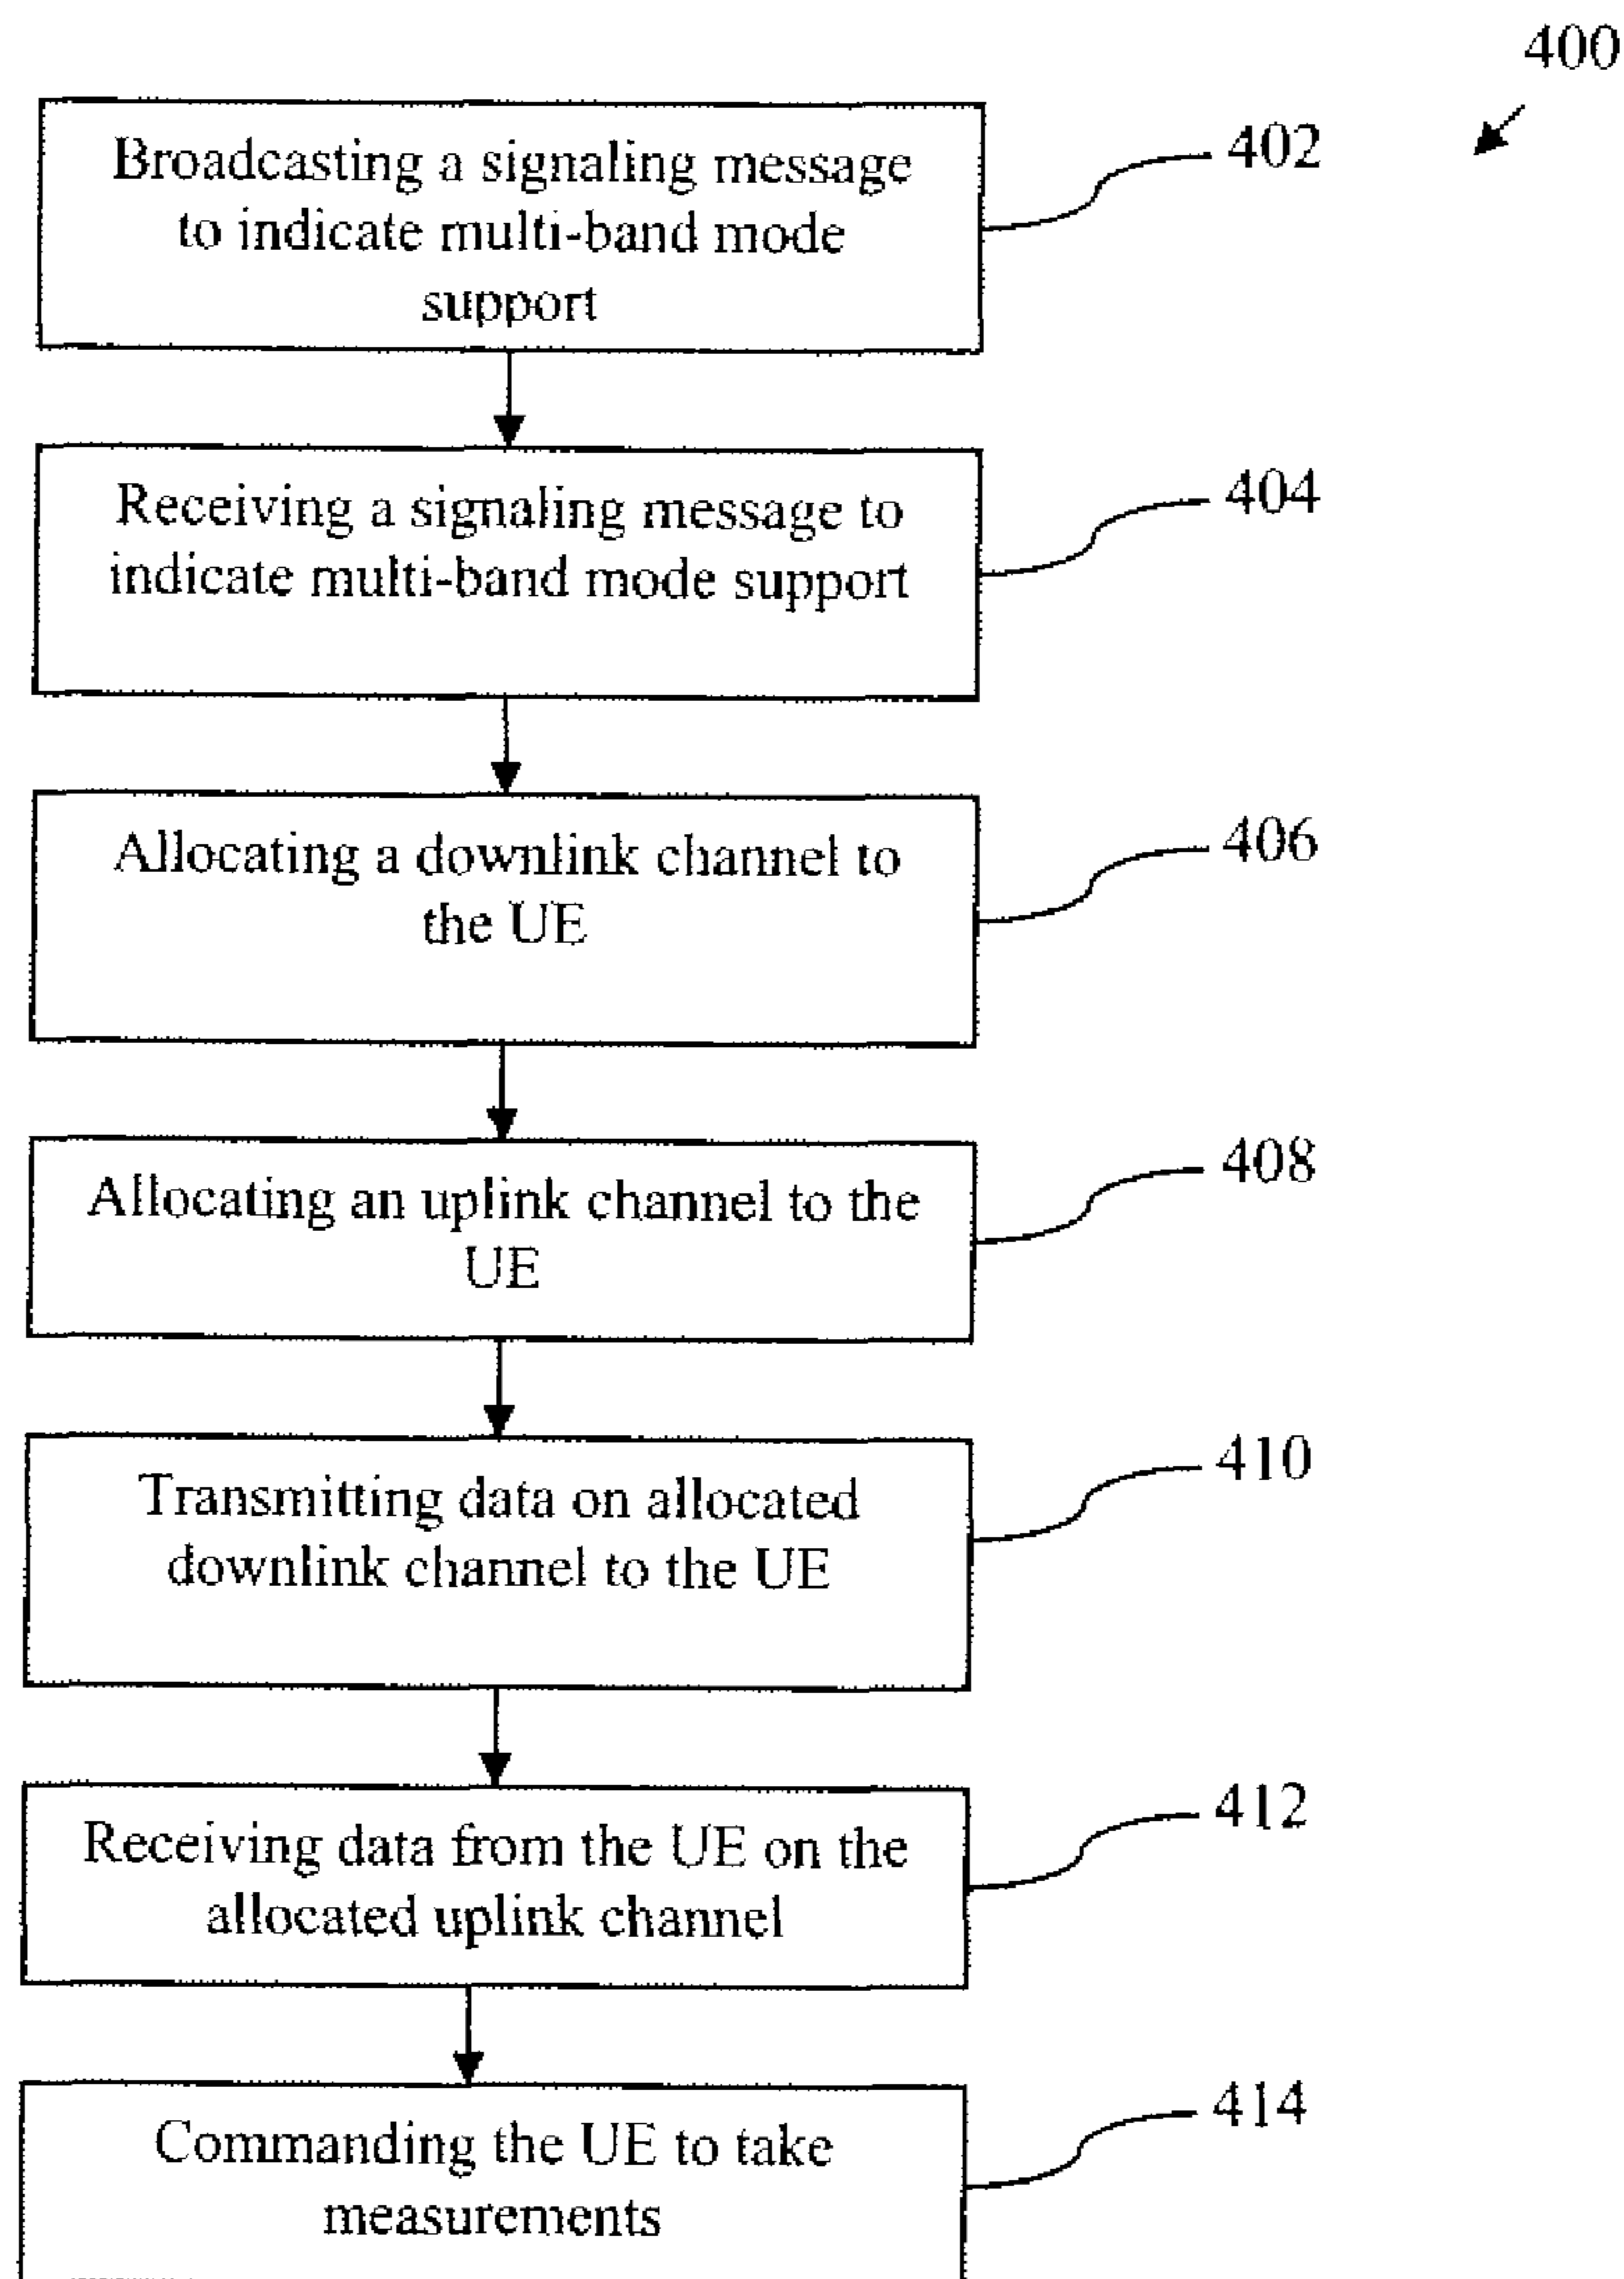 400
Broadcasting a signaling message
to indicate multi-band mode
support
402
Receiving a signaling message to
indicate multi-band mode support
404
Allocating a downlink channel to
the UE
406
Allocating an uplink channel to the
UE
408
Transmitting data on allocated
downlink channel to the UE
410
Receiving data from the UE on the
allocated uplink channel
412
Commanding the UE to take
measurements
414